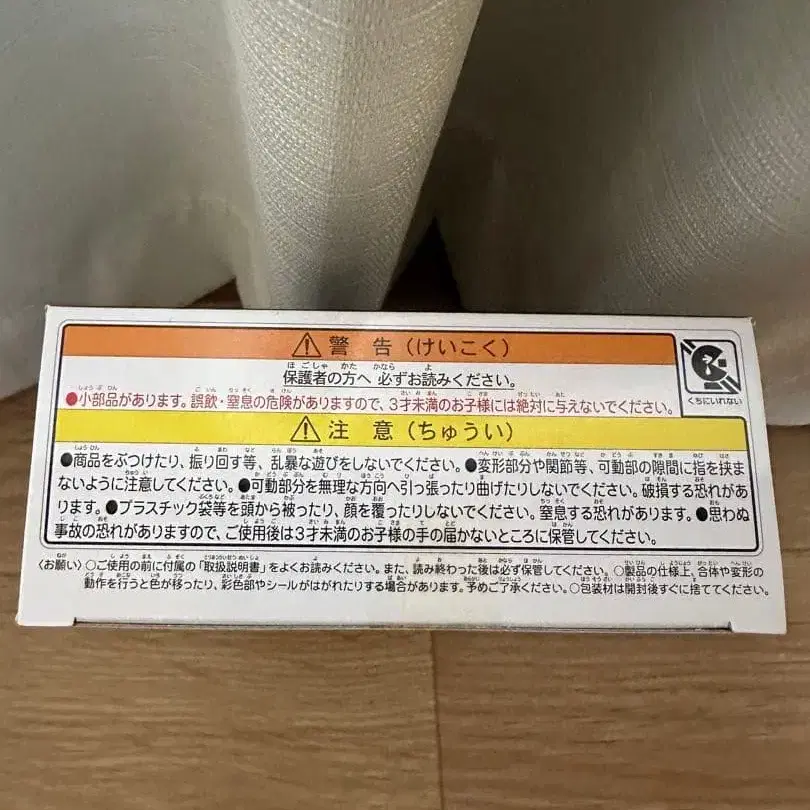 ⚠警告(けいこく)
保護者の方へ 必ずお読みください。
●小部品があります。誤飲・窒息の危険がありますので、3才未満のお子様には絶対に与えないでください。
くちにいれない
⚠注意(ちゅうい)
●商品をぶつけたり、振り回す等、乱暴な遊びをしないでください。●変形部分や関節等、可動部の隙間に指を挟ま
ないように注意してください。●可動部分を無理な方向へ引っ張ったり曲げたりしないでください。破損する恐れがあ
ります。●プラスチック袋等を頭から被ったり、顔を覆ったりしないでください。窒息する恐れがあります。●思わぬ
事故の恐れがありますので、ご使用後は3才未満のお子様の手の届かないところに保管してください。
〈お願い〉○ご使用の前に付属の「取扱説明書」をよくお読みください。また、読み終わった後は必ず保管してください。○製品の仕様上、合体や変形の
動作を行うと色が移ったり、彩色部やシールがはがれたりする場合があります。予めご了承ください。○包装材は開封後すぐに捨ててください。